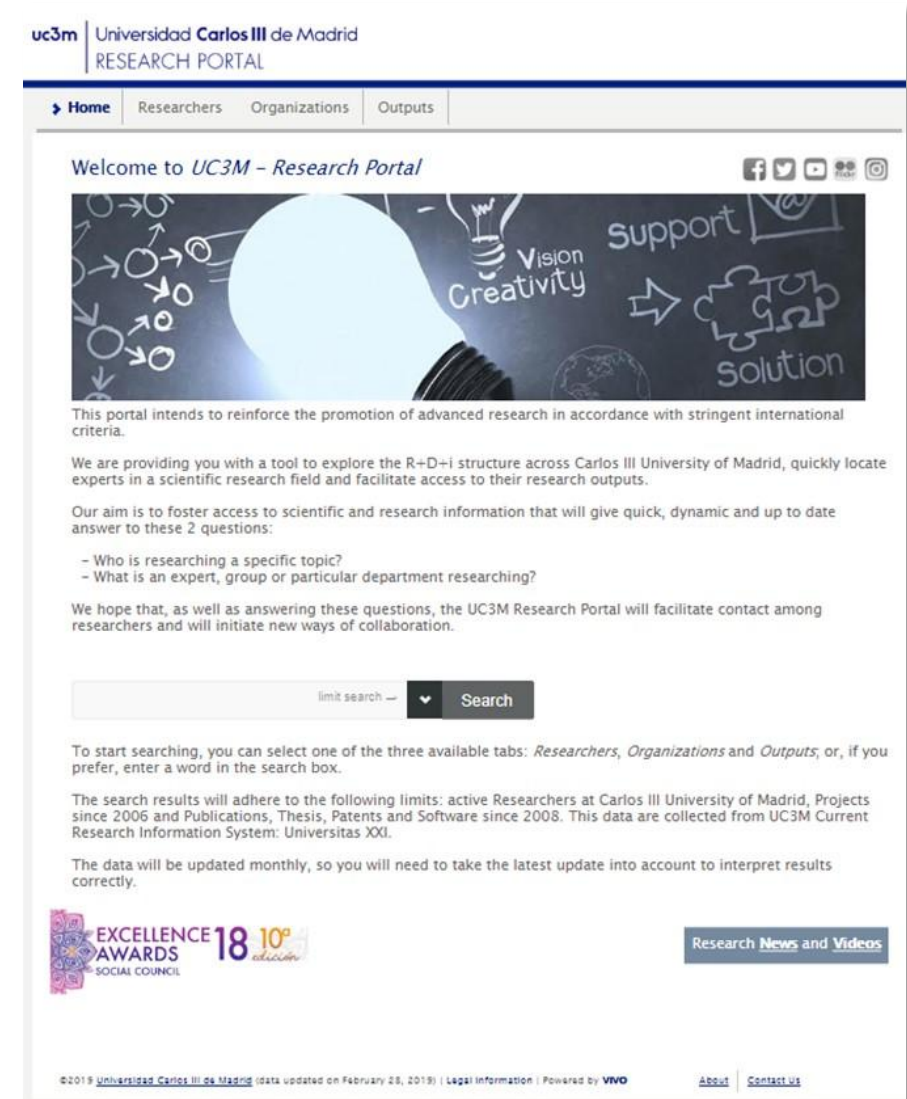 uc3m Universidad Carlos III de Madrid
RESEARCH PORTAL
Home Researchers Organizations Outputs
Welcome to UC3M – Research Portal
flickr
Vision
Creativity
Support
@
Solution
This portal intends to reinforce the promotion of advanced research in accordance with stringent international
criteria.
We are providing you with a tool to explore the R+D+i structure across Carlos III University of Madrid, quickly locate
experts in a scientific research field and facilitate access to their research outputs.
Our aim is to foster access to scientific and research information that will give quick, dynamic and up to date
answer to these 2 questions:
– Who is researching a specific topic?
– What is an expert, group or particular department researching?
We hope that, as well as answering these questions, the UC3M Research Portal will facilitate contact among
researchers and will initiate new ways of collaboration.
limit search → Search
To start searching, you can select one of the three available tabs: Researchers, Organizations and Outputs; or, if you
prefer, enter a word in the search box.
The search results will adhere to the following limits: active Researchers at Carlos III University of Madrid, Projects
since 2006 and Publications, Thesis, Patents and Software since 2008. This data are collected from UC3M Current
Research Information System: Universitas XXI.
The data will be updated monthly, so you will need to take the latest update into account to interpret results
correctly.
EXCELLENCE
AWARDS
SOCIAL COUNCIL
18 10ª
edición
Research News and Videos
©2019 Universidad Carlos III de Madrid (data updated on February 28, 2019) | Legal Information | Powered by VIVO About Contact Us